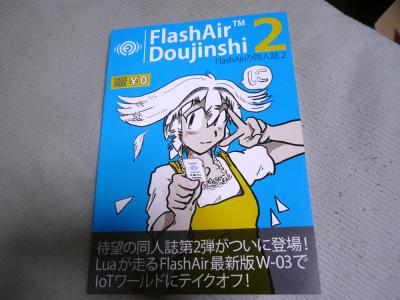 FlashAir™
Doujinshi 2
FlashAirの同人誌 2
¥0
に
待望の同人誌第2弾がついに登場！
Luaが走るFlashAir最新版W-03で
IoTワールドにテイクオフ！